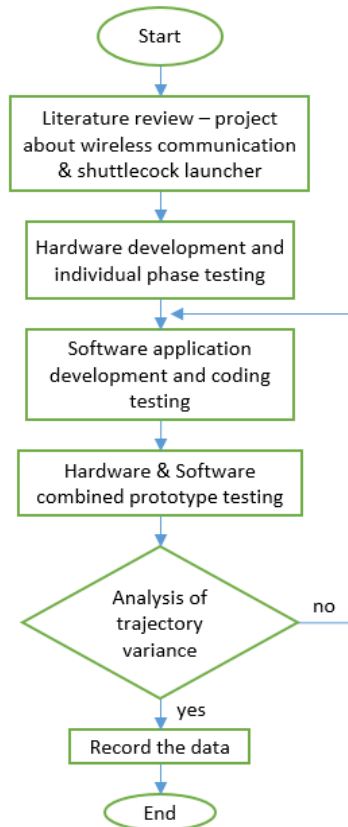 Start
Literature review – project
about wireless communication
& shuttlecock launcher
Hardware development and
individual phase testing
Software application
development and coding
testing
Hardware & Software
combined prototype testing
Analysis of
trajectory
variance
no
yes
Record the data
End